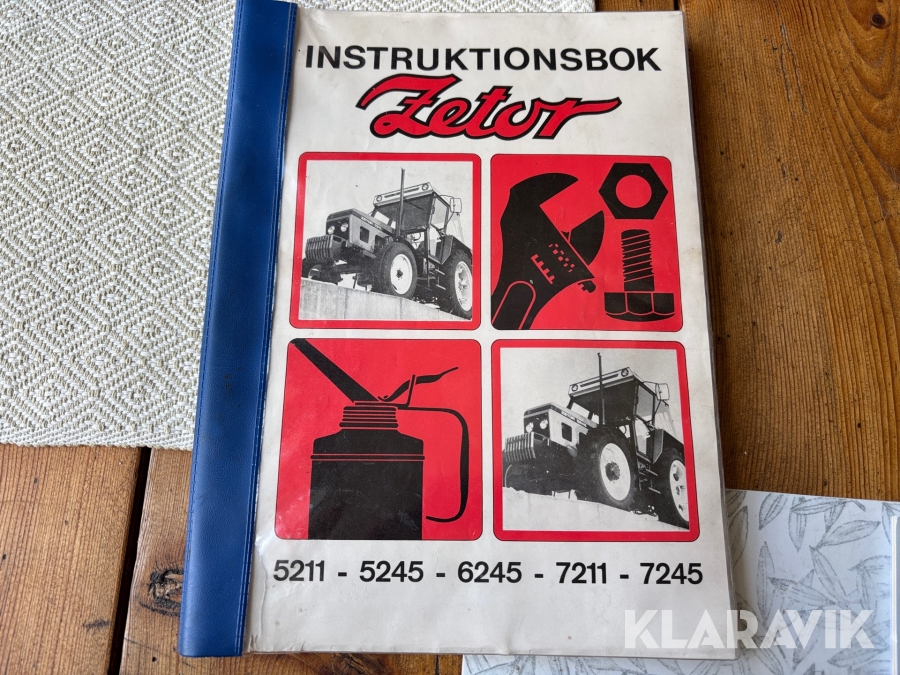 INSTRUKTIONSBOK
Zetor
5211 - 5245 - 6245 - 7211 - 7245
KLARAVIK